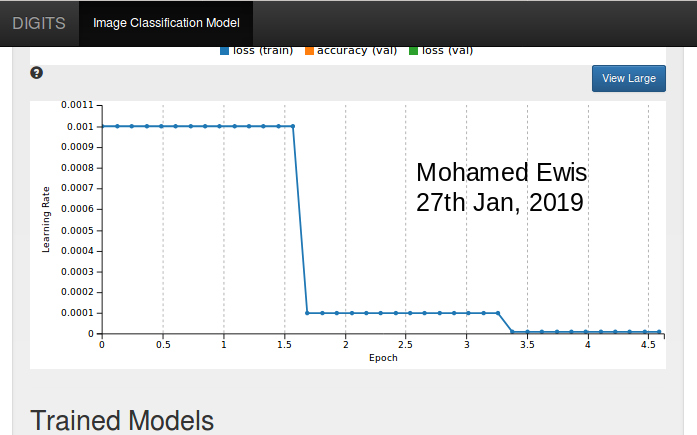 DIGITS Image Classification Model
loss (train) accuracy (val) loss (val)
?
View Large
0.0011
0.001
0.0009
0.0008
0.0007
0.0006
0.0005
0.0004
0.0003
0.0002
0.0001
0
Learning Rate
Mohamed Ewis
27th Jan, 2019
0 0.5 1 1.5 2 2.5 3 3.5 4 4.5
Epoch
Trained Models